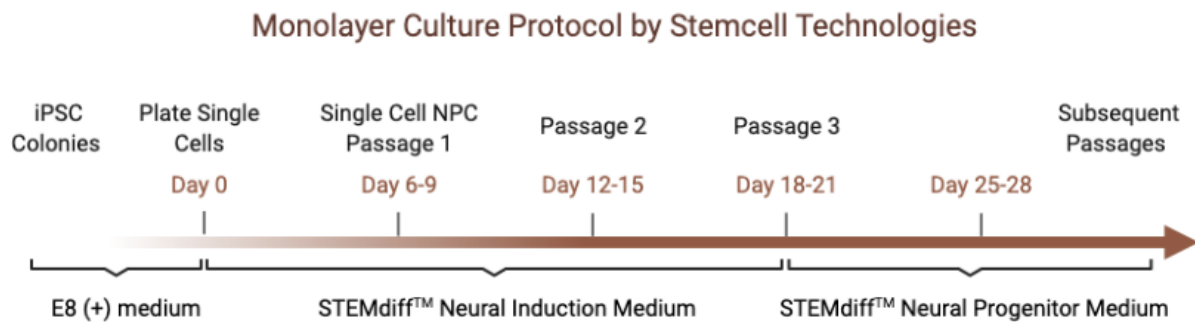 Monolayer Culture Protocol by Stemcell Technologies
iPSC
Colonies
Plate Single
Cells
Day 0
Single Cell NPC
Passage 1
Day 6-9
Passage 2
Day 12-15
Passage 3
Day 18-21
Day 25-28
Subsequent
Passages
E8 (+) medium
STEMdiff™ Neural Induction Medium
STEMdiff™ Neural Progenitor Medium